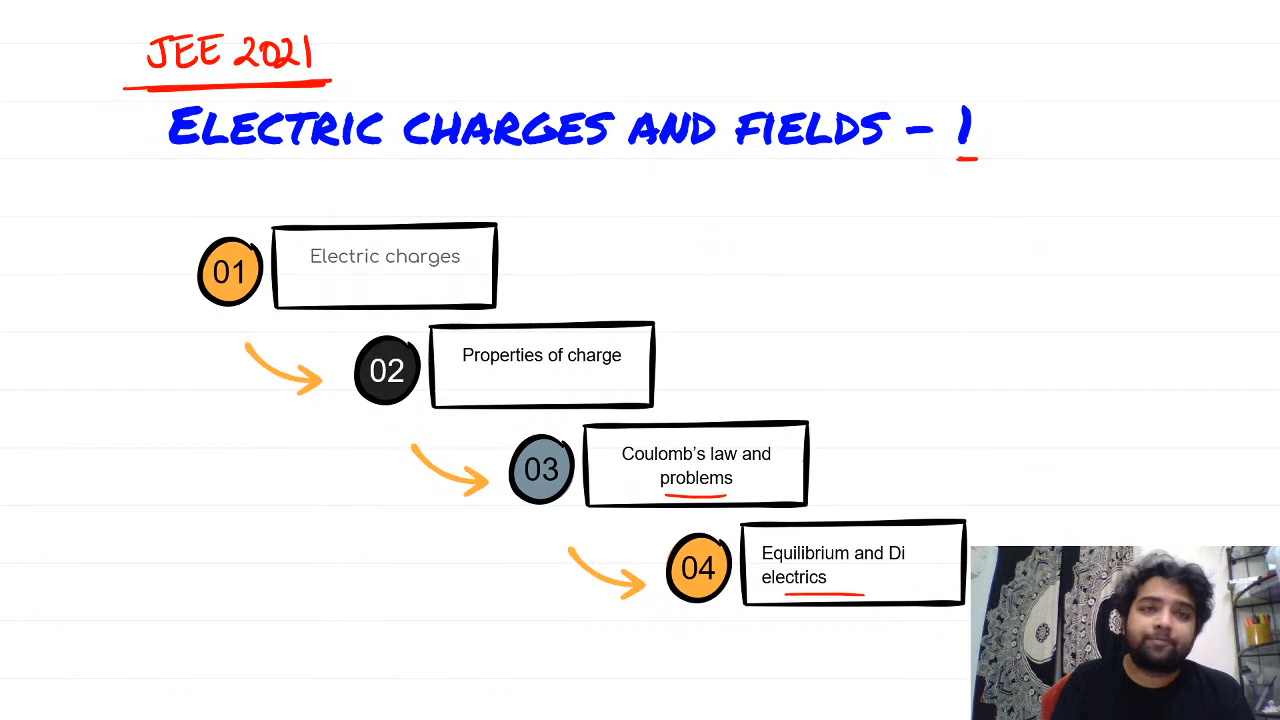 JEE 2021
ELECTRIC CHARGES AND FIELDS - 1
01
Electric charges
02
Properties of charge
03
Coulomb's law and
problems
04
Equilibrium and Di
electrics